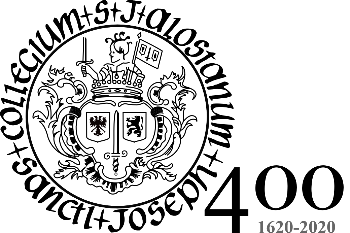 +COLLEGIUM+S+J+ALOSTANUM
+SANCTI+JOSEPH+
400
1620-2020